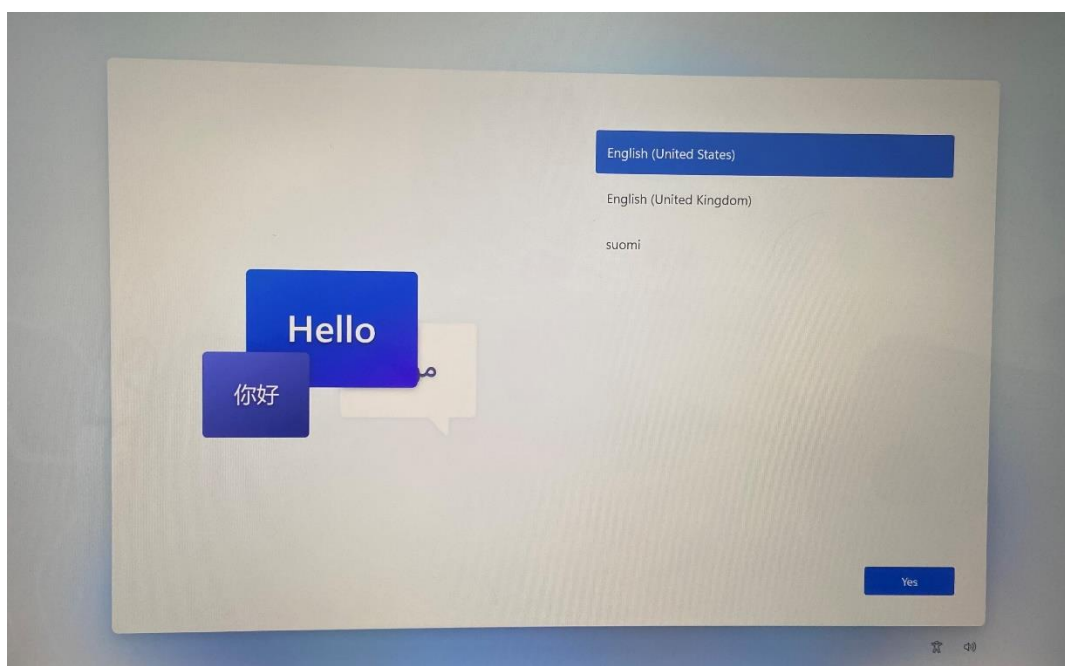 English (United States)
English (United Kingdom)
suomi
Hello
你好
Yes